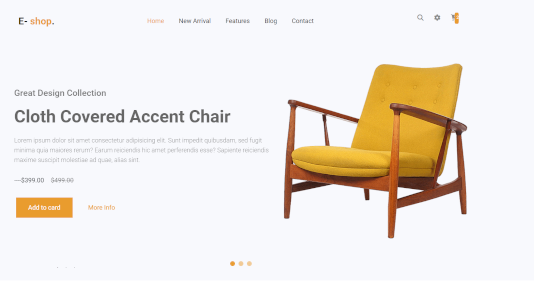 E- shop.
Home New Arrival Features Blog Contact
Great Design Collection
Cloth Covered Accent Chair
Lorem ipsum dolor sit amet consectetur adipisicing elit. Sunt impedit quibusdam, sed fugit
minima quia maiores rerum? Earum reiciendis hic amet perferendis esse? Sapiente reiciendis
maxime suscipit molestiae ad quae, alias sint
$399.00 $499.00
Add to card More Info